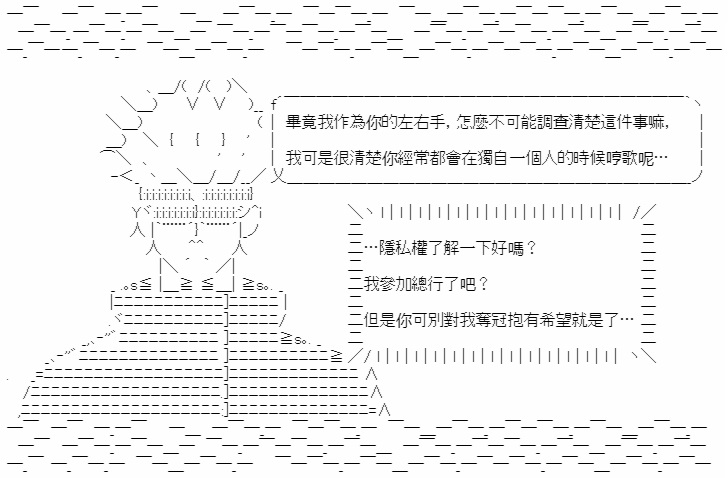 畢竟我作為你的左右手，怎麼不可能調查清楚這件事嘛，
我可是很清楚你經常都會在獨自一個人的時候哼歌呢…
…隱私權了解一下好嗎？
我參加總行了吧？
但是你可別對我奪冠抱有希望就是了…